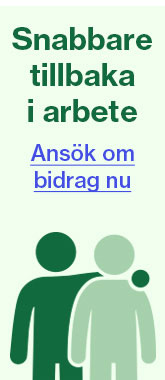 Snabbare
tillbaka
i arbete
Ansök om
bidrag nu